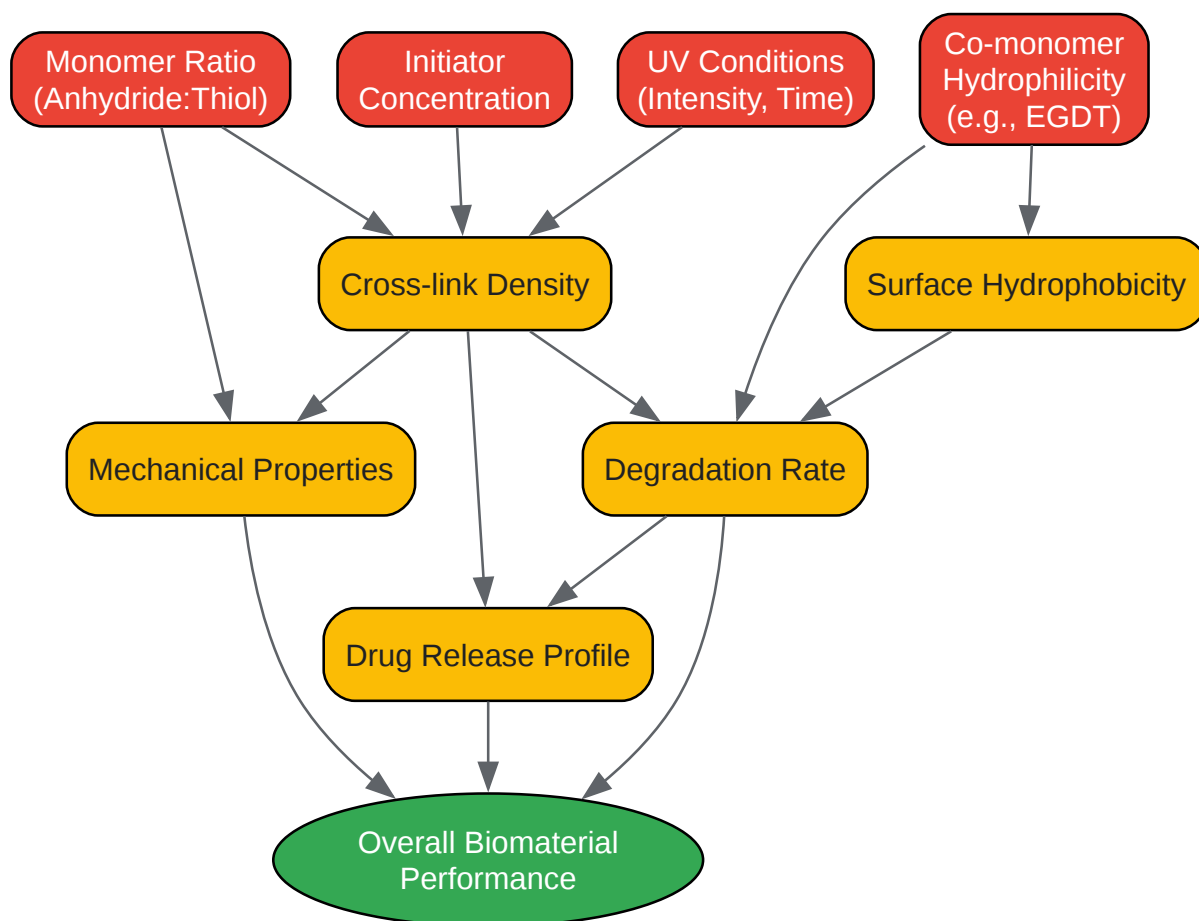 Monomer Ratio
(Anhydride:Thiol)
Initiator
Concentration
UV Conditions
(Intensity, Time)
Co-monomer
Hydrophilicity
(e.g., EGDT)
Cross-link Density
Surface Hydrophobicity
Mechanical Properties
Degradation Rate
Drug Release Profile
Overall Biomaterial
Performance